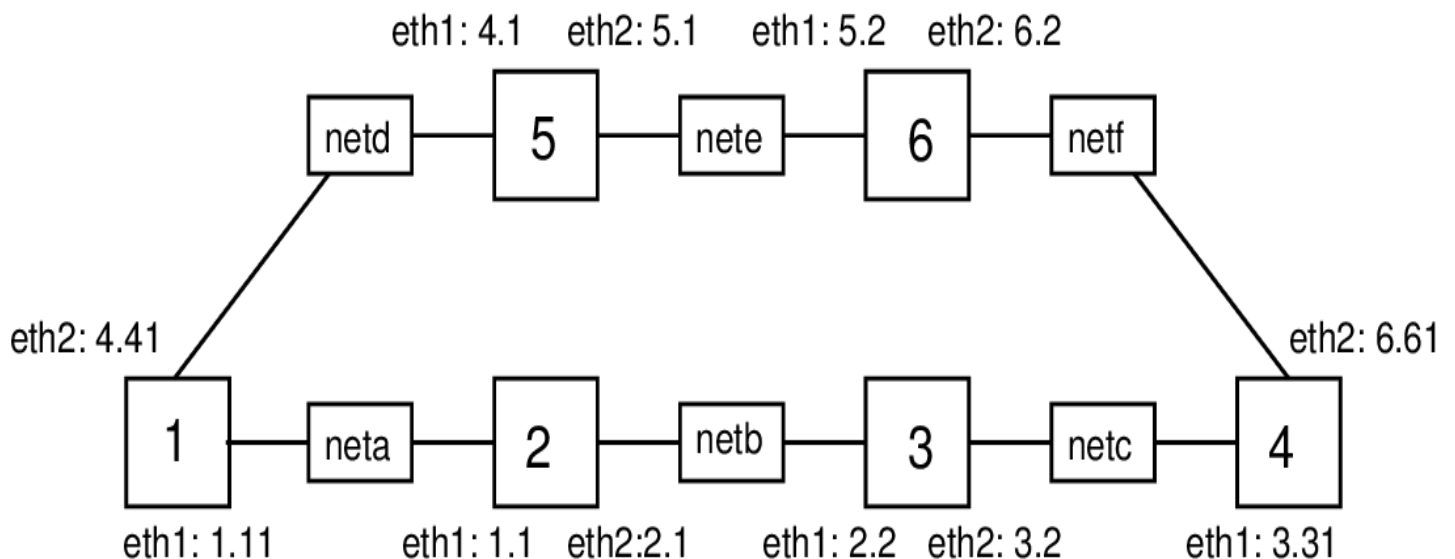 eth1: 4.1 eth2: 5.1 eth1: 5.2 eth2: 6.2
netd 5 nete 6 netf
eth2: 4.41 eth2: 6.61
1 neta 2 netb 3 netc 4
eth1: 1.11 eth1: 1.1 eth2:2.1 eth1: 2.2 eth2: 3.2 eth1: 3.31